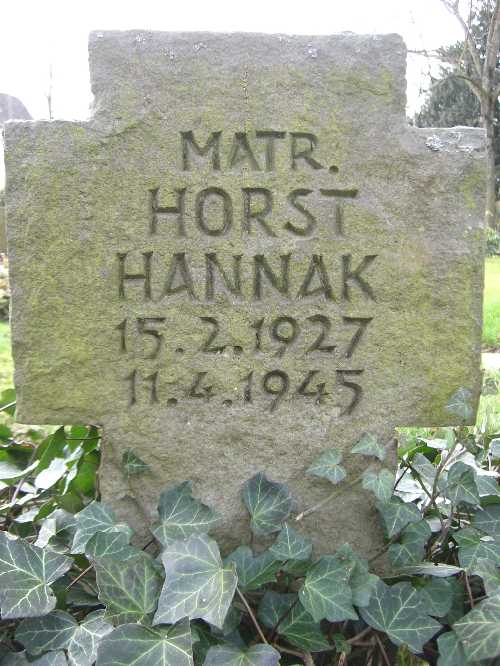 MATR.
HORST
HANNAK
15.2.1927
11.4.1945